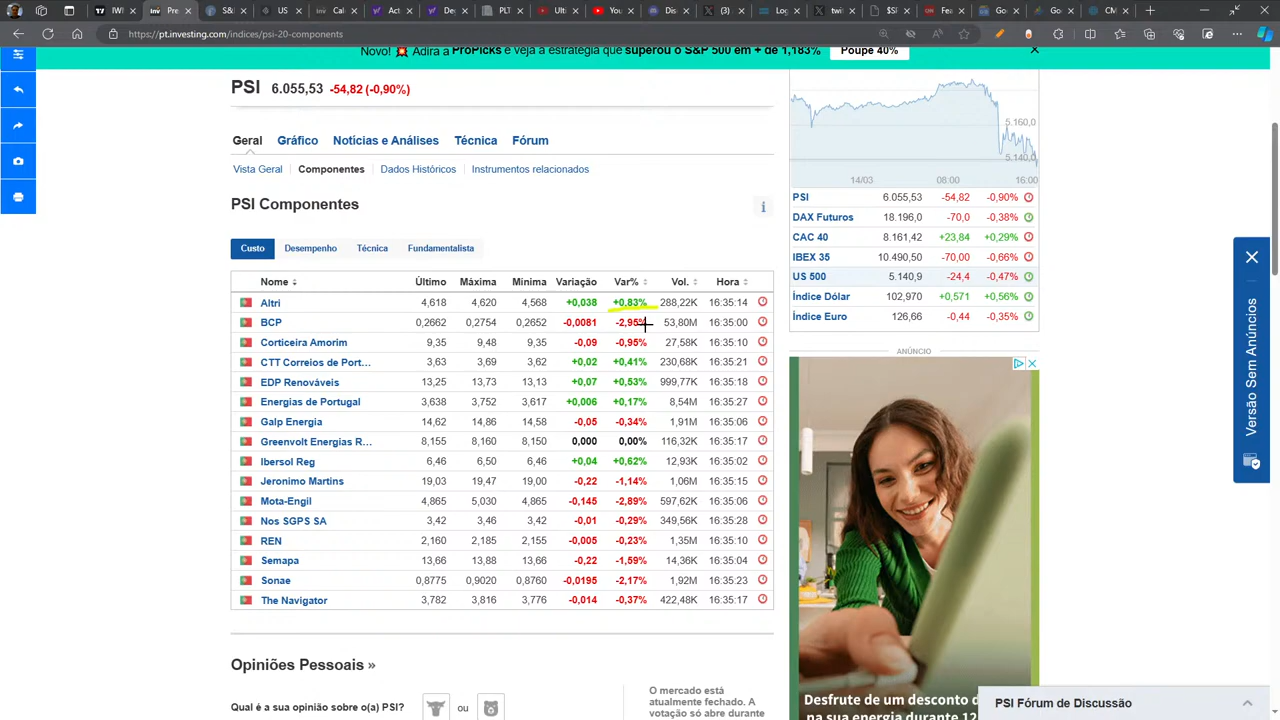 S&
UCS
Inv
Cal
Act
De
PLT
Ult
You
Dis
(3)
Log
twi
S&
Fea
Go
Go
CM
https://pt.investing.com/indices/psi-20-components
Novo! 💥 Adira a ProPicks e veja a estratégia que superou o S&P 500 em + de 1,183% Poupe 40%
PSI 6.055,53 -54,82 (-0,90%)
Geral Gráfico Notícias e Análises Técnica Fórum
Vista Geral Componentes Dados Históricos Instrumentos relacionados
PSI Componentes
Custo Desempenho Técnica Fundamentalista
Nome Último Máxima Mínima Variação Var% Vol. Hora
Altri 4,618 4,620 4,568 +0,038 +0,83% 288,22K 16:35:14
BCP 0,2662 0,2754 0,2652 -0,0081 -2,95% 53,80M 16:35:00
Corticeira Amorim 9,35 9,48 9,35 -0,09 -0,95% 27,58K 16:35:10
CTT Correios de Port... 3,63 3,69 3,62 +0,02 +0,41% 230,68K 16:35:21
EDP Renováveis 13,25 13,73 13,13 +0,07 +0,53% 999,77K 16:35:18
Energias de Portugal 3,638 3,752 3,617 +0,006 +0,17% 8,54M 16:35:27
Galp Energia 14,62 14,86 14,58 -0,05 -0,34% 1,91M 16:35:06
Greenvolt Energias R... 8,155 8,160 8,150 0,000 0,00% 116,32K 16:35:17
Ibersol Reg 6,46 6,50 6,46 +0,04 +0,62% 12,93K 16:35:02
Jeronimo Martins 19,03 19,47 19,00 -0,22 -1,14% 1,06M 16:35:15
Mota-Engil 4,865 5,030 4,865 -0,145 -2,89% 597,62K 16:35:06
Nos SGPS SA 3,42 3,46 3,42 -0,01 -0,29% 349,56K 16:35:28
REN 2,160 2,185 2,155 -0,005 -0,23% 1,35M 16:35:10
Semapa 13,66 13,88 13,66 -0,22 -1,59% 14,36K 16:35:04
Sonae 0,8775 0,9020 0,8760 -0,0195 -2,17% 1,92M 16:35:23
The Navigator 3,782 3,816 3,776 -0,014 -0,37% 422,48K 16:35:17
Opiniões Pessoais »
Qual é a sua opinião sobre o(a) PSI? ou
O mercado está
atualmente fechado. A
votação só abre durante
5.160,0
5.140,0
14/03 08:00 16:00
PSI 6.055,53 -54,82 -0,90%
DAX Futuros 18.196,0 -70,0 -0,38%
CAC 40 8.161,42 +23,84 +0,29%
IBEX 35 10.490,50 -70,00 -0,66%
US 500 5.140,9 -24,4 -0,47%
Índice Dólar 102,970 +0,571 +0,56%
Índice Euro 126,66 -0,44 -0,35%
ANÚNCIO
Desfrute de um desconto d
na sua energia durante 12
PSI Fórum de Discussão
Versão Sem Anúncios